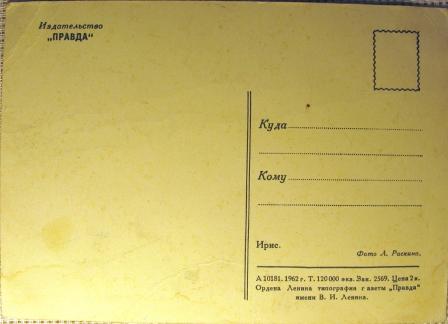 Издательство
„ПРАВДА“
Куда
Кому
Ирис.
Фото Л. Раскина.
А 10181. 1962 г. Т. 120 000 экз. Зак. 2569. Цена 2 к.
Ордена Ленина типография г аветы „Правда“
имени В. И. Ленина.